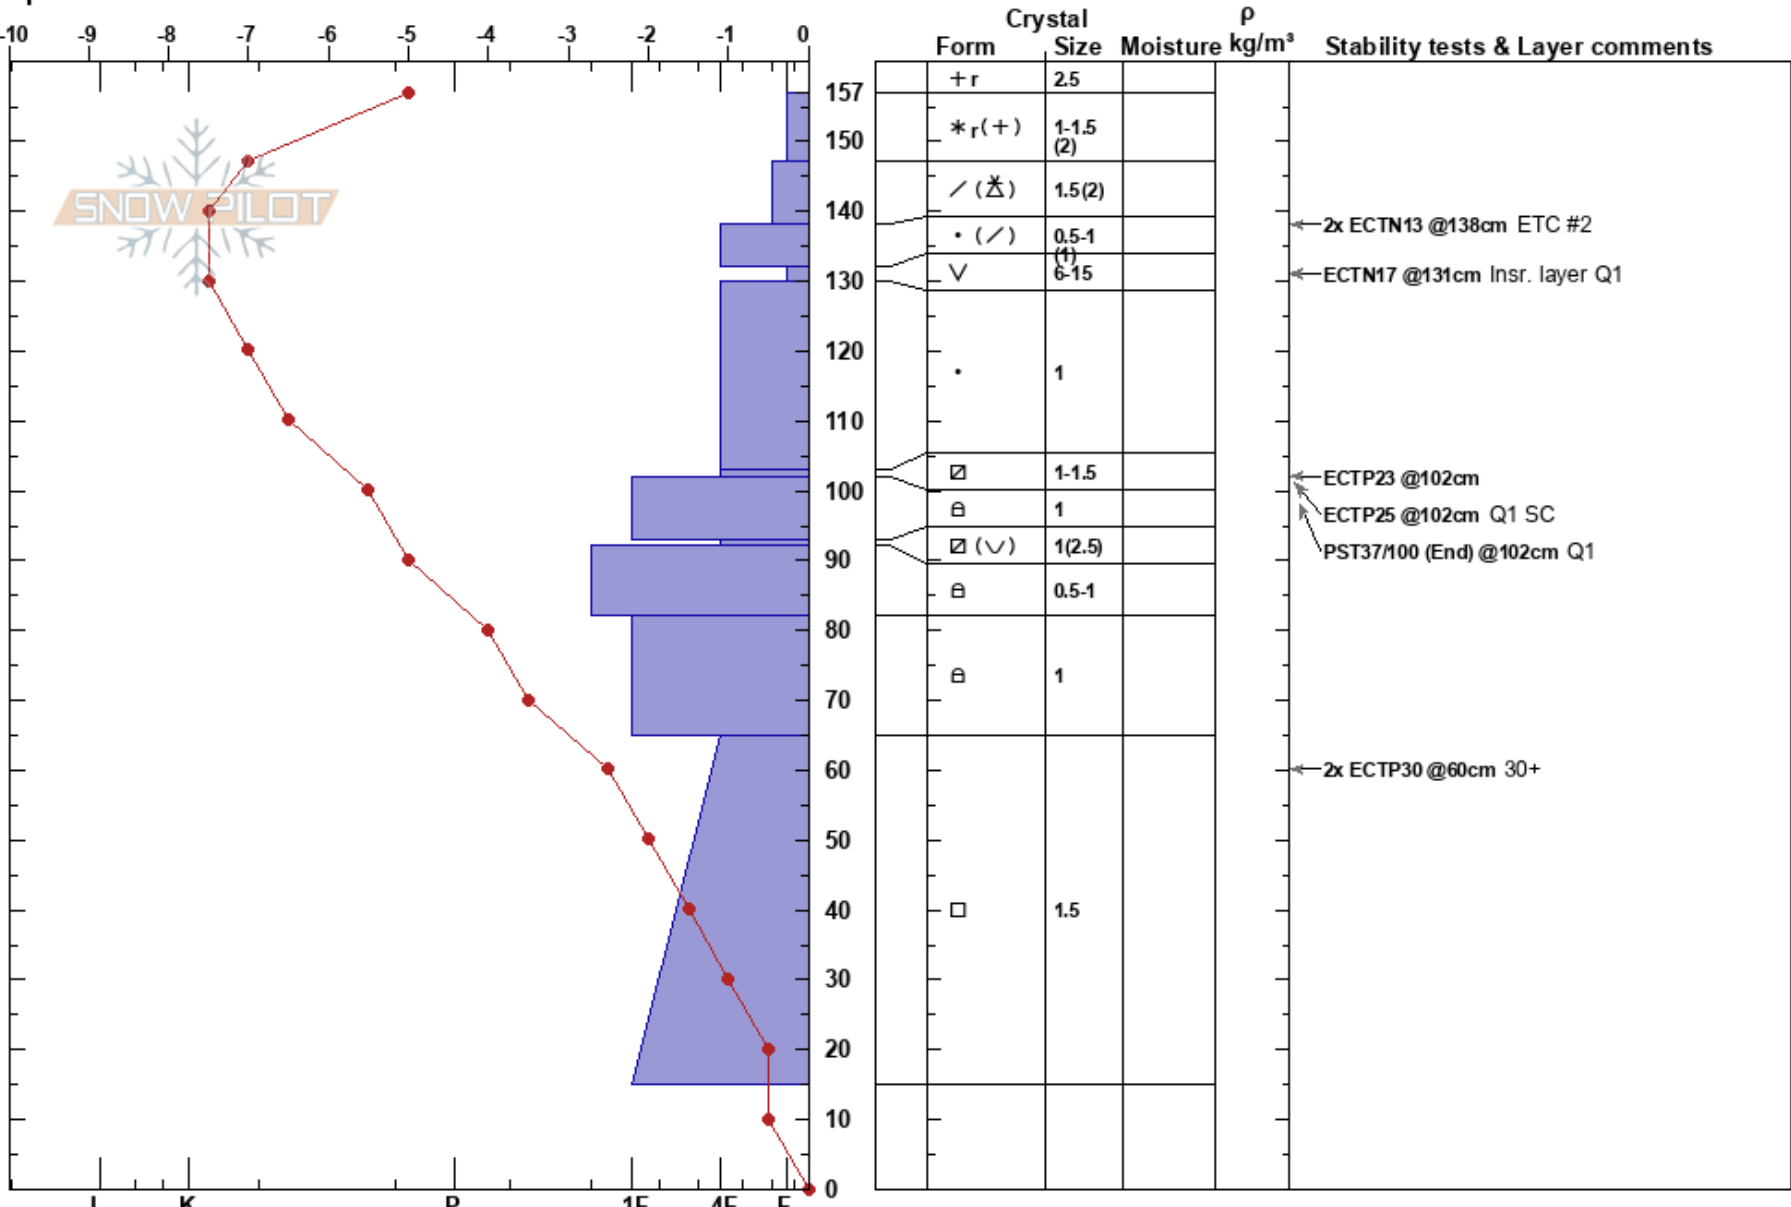 Crystal ρ
-10 -9 -8 -7 -6 -5 -4 -3 -2 -1 0 Form Size Moisture kg/m³ Stability tests & Layer comments
+ r 2.5
157
* r (+) 1-1.5
(2)
150
/ ( ) 1.5(2)
SNOW PILOT
140
2x ECTN13 @138cm ETC #2
• (/) 0.5-1
(1)
V 6-15
130 ECTN17 @131cm Insr. layer Q1
120
• 1
110
1-1.5 ECTP23 @102cm
100
1 ECTP25 @102cm Q1 SC
(V) 1(2.5) PST37/100 (End) @102cm Q1
90
0.5-1
80
1
70
60 2x ECTP30 @60cm 30+
50
40 □ 1.5
30
20
10
0
I K P 1F 4F F